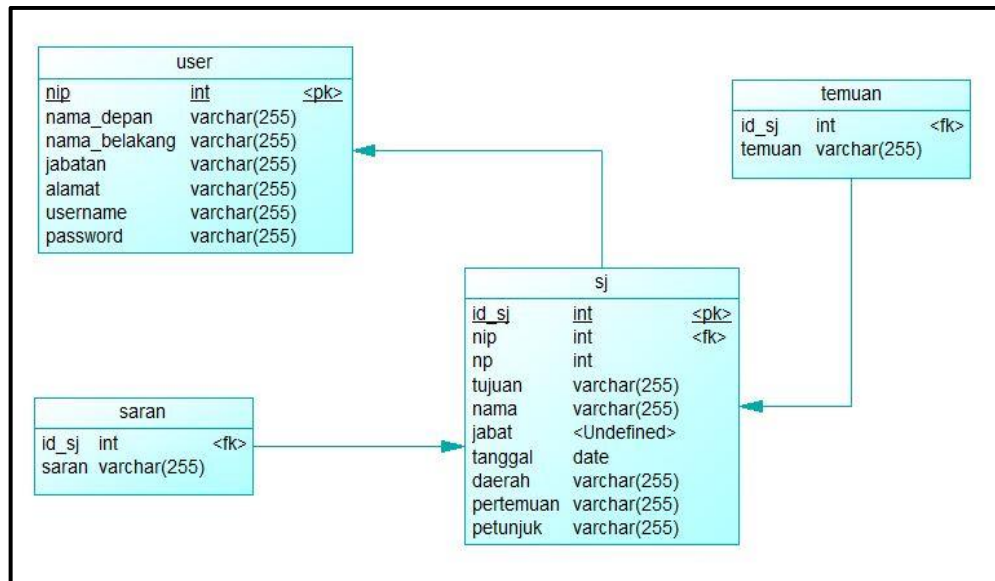 user
nip int <pk>
nama_depan varchar(255)
nama_belakang varchar(255)
jabatan varchar(255)
alamat varchar(255)
username varchar(255)
password varchar(255)
temuan
id_sj int <fk>
temuan varchar(255)
sj
id_sj int <pk>
nip int <fk>
np int
tujuan varchar(255)
nama varchar(255)
jabat <Undefined>
tanggal date
daerah varchar(255)
pertemuan varchar(255)
petunjuk varchar(255)
saran
id_sj int <fk>
saran varchar(255)